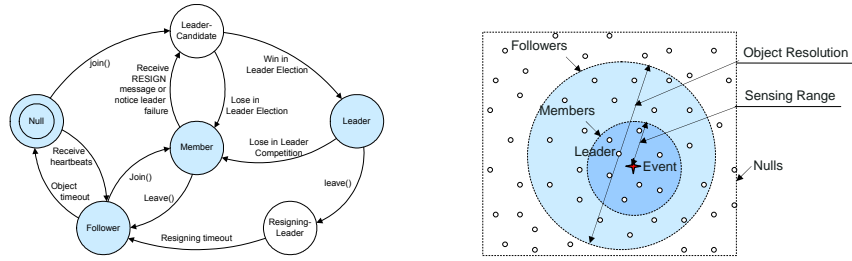 Leader-
Candidate
join()
Receive
RESIGN
message or
notice leader
failure
Win in
Leader Election
Lose in
Leader Election
Null
Member
Leader
Lose in Leader
Competition
Receive
heartbeats
Join()
Object
timeout
Leave()
leave()
Follower
Resigning-
Leader
Resigning timeout
Followers
Object Resolution
Sensing Range
Members
Leader
Event
Nulls